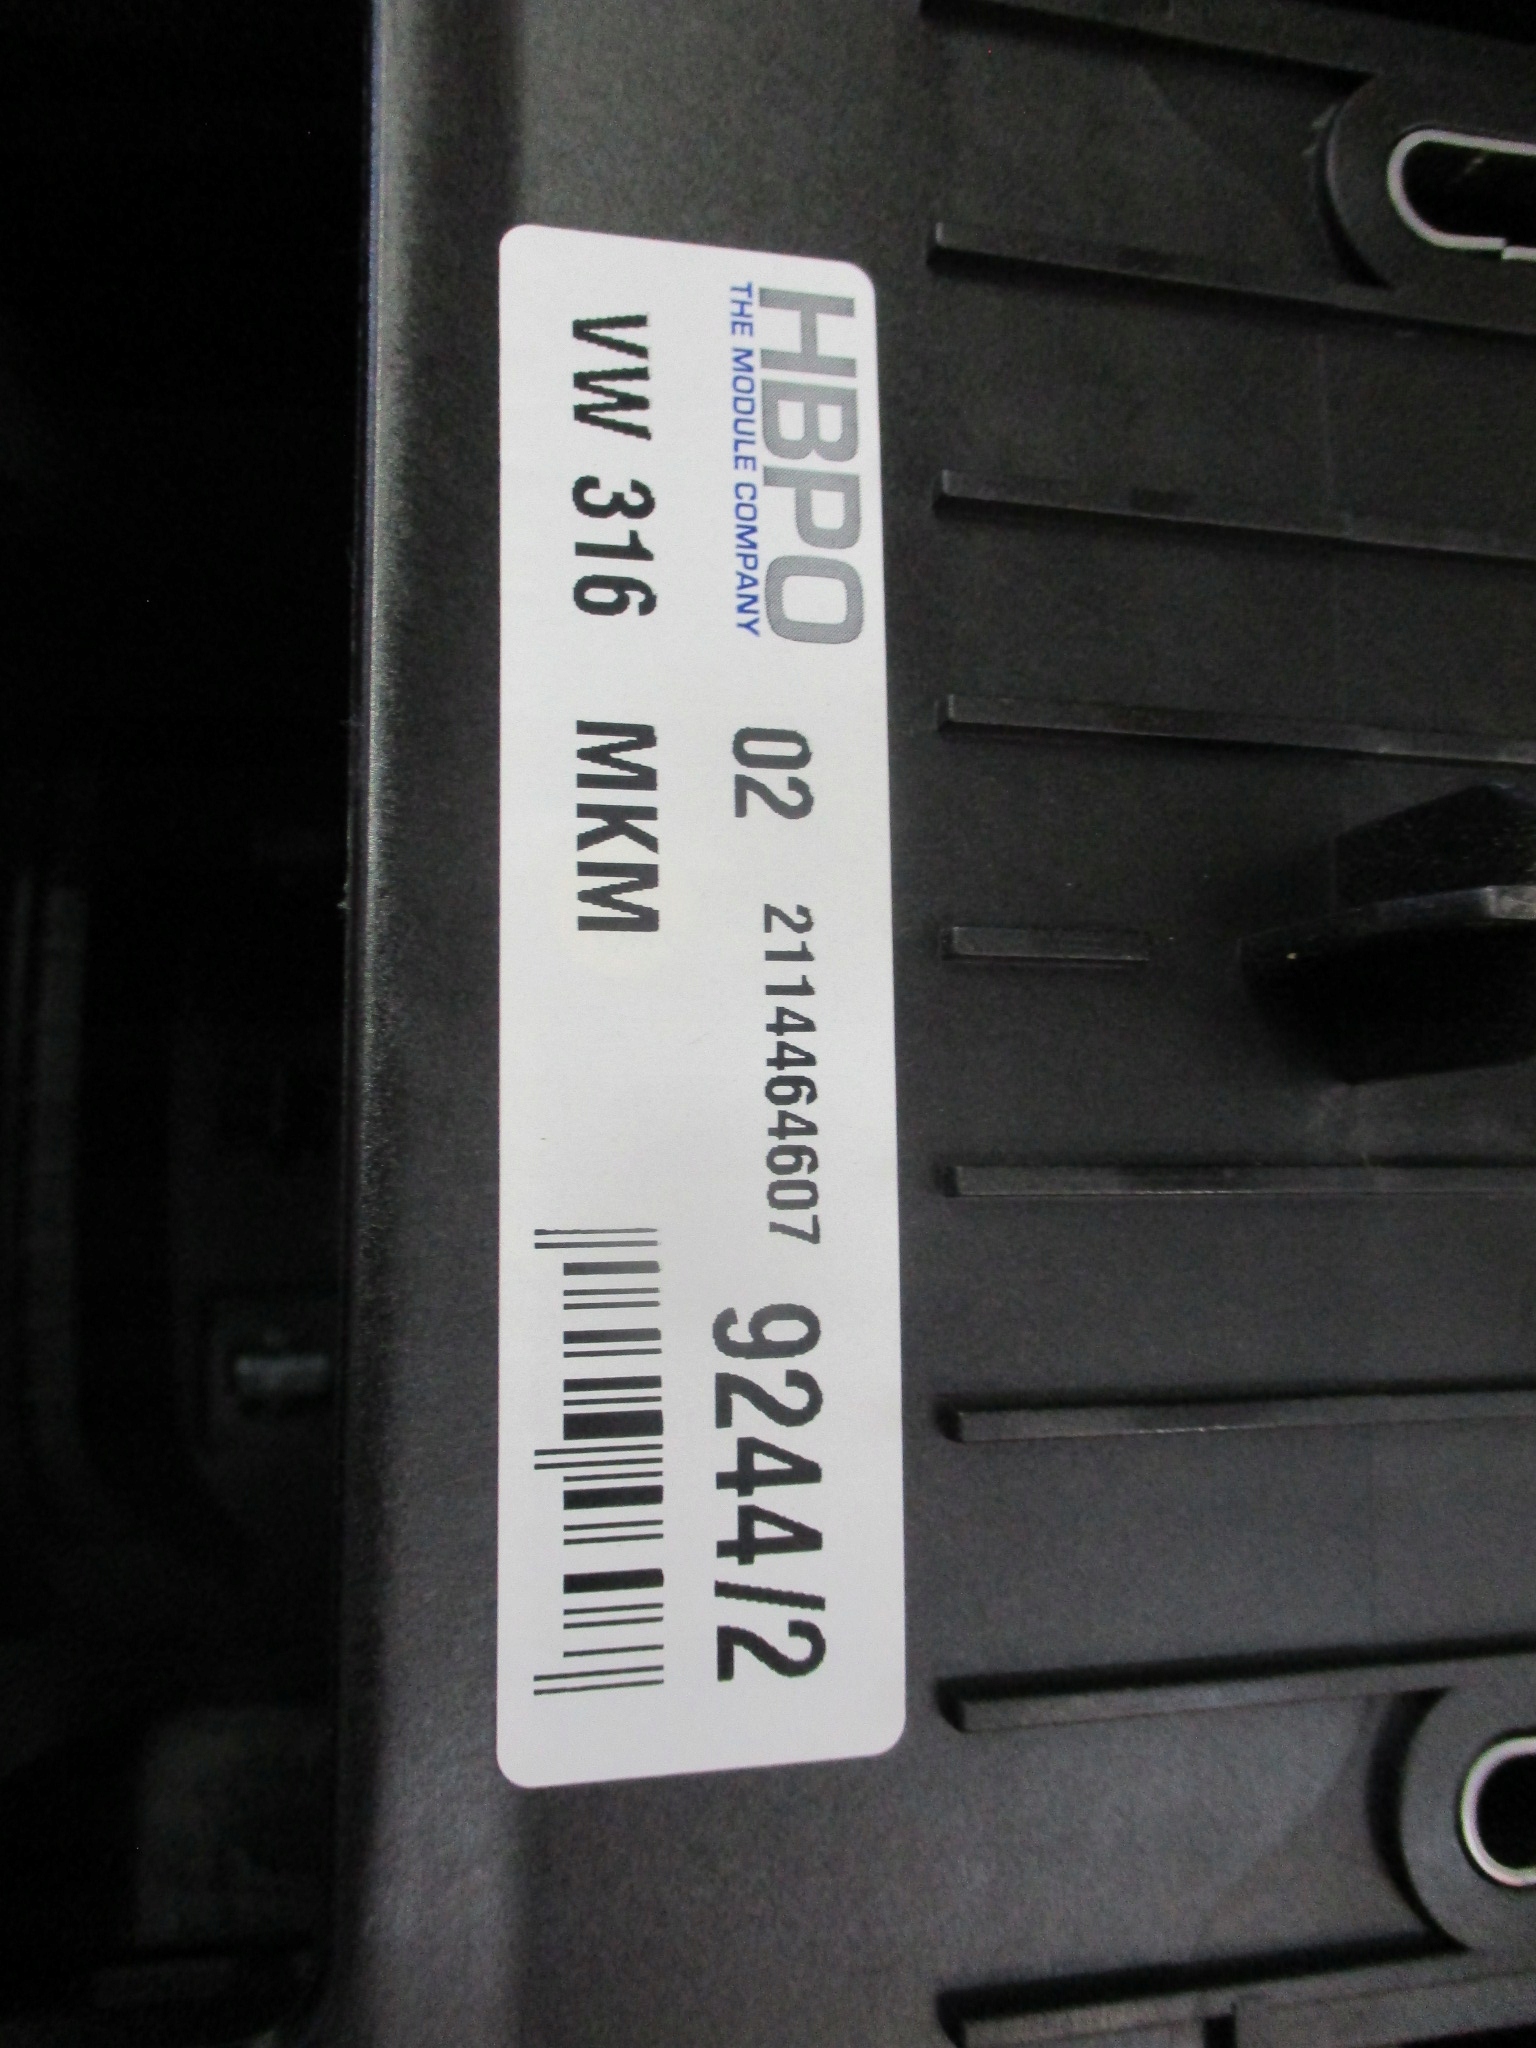 HBPO 02 2114464607 9244/2
THE MODULE COMPANY
VW 316 MKM